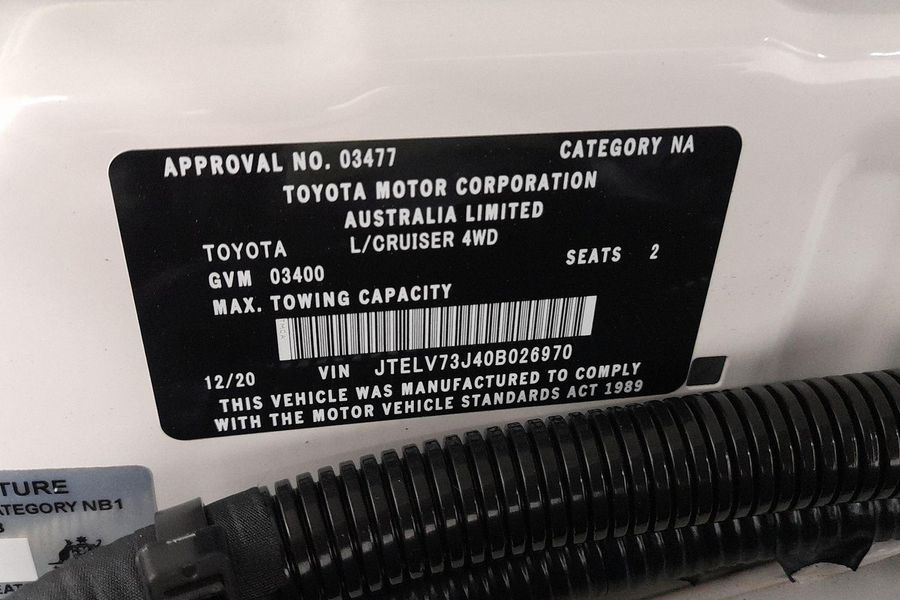 APPROVAL NO. 03477 CATEGORY NA
TOYOTA MOTOR CORPORATION
AUSTRALIA LIMITED
TOYOTA L/CRUISER 4WD
GVM 03400 SEATS 2
MAX. TOWING CAPACITY
VIN JTELV73J40B026970
12/20
THIS VEHICLE WAS MANUFACTURED TO COMPLY
WITH THE MOTOR VEHICLE STANDARDS ACT 1989
TURE
ATEGORY NB1